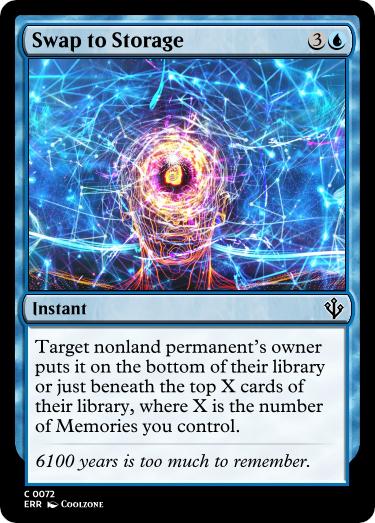 Swap to Storage 3
Instant
Target nonland permanent's owner
puts it on the bottom of their library
or just beneath the top X cards of
their library, where X is the number
of Memories you control.
6100 years is too much to remember.
C 0072
ERR Coolzone